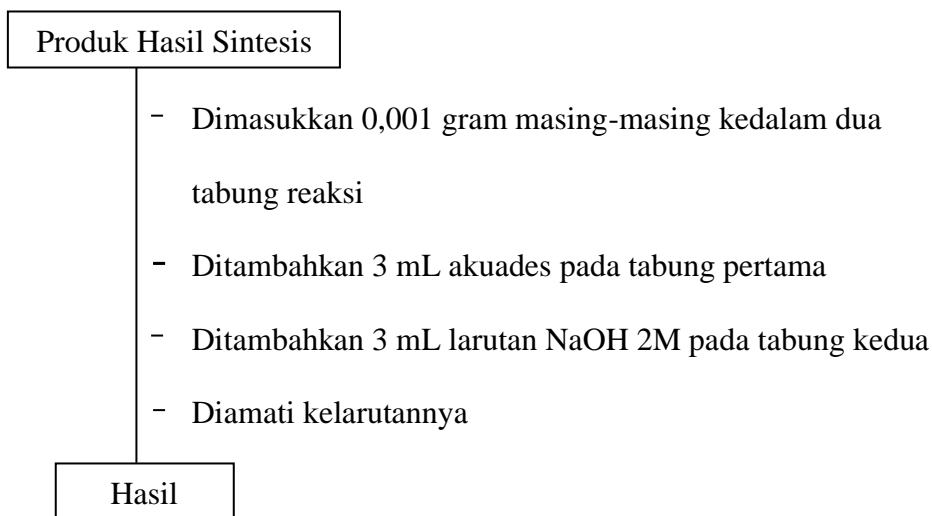 Produk Hasil Sintesis
- Dimasukkan 0,001 gram masing-masing kedalam dua
tabung reaksi
- Ditambahkan 3 mL akuades pada tabung pertama
- Ditambahkan 3 mL larutan NaOH 2M pada tabung kedua
- Diamati kelarutannya
Hasil